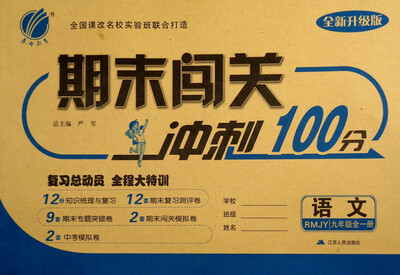 春雨教育
全国课改名校实验班联合打造
全新升级版
期末闯关
总主编 严 军
冲刺100分
复习总动员 全程大特训
12份知识梳理与复习 12套期末复习测评卷
9套期末专题突破卷 2套期末闯关模拟卷
2套中考模拟卷
学校
班级
姓名
语文
RMJY 九年级全一册
江苏人民出版社